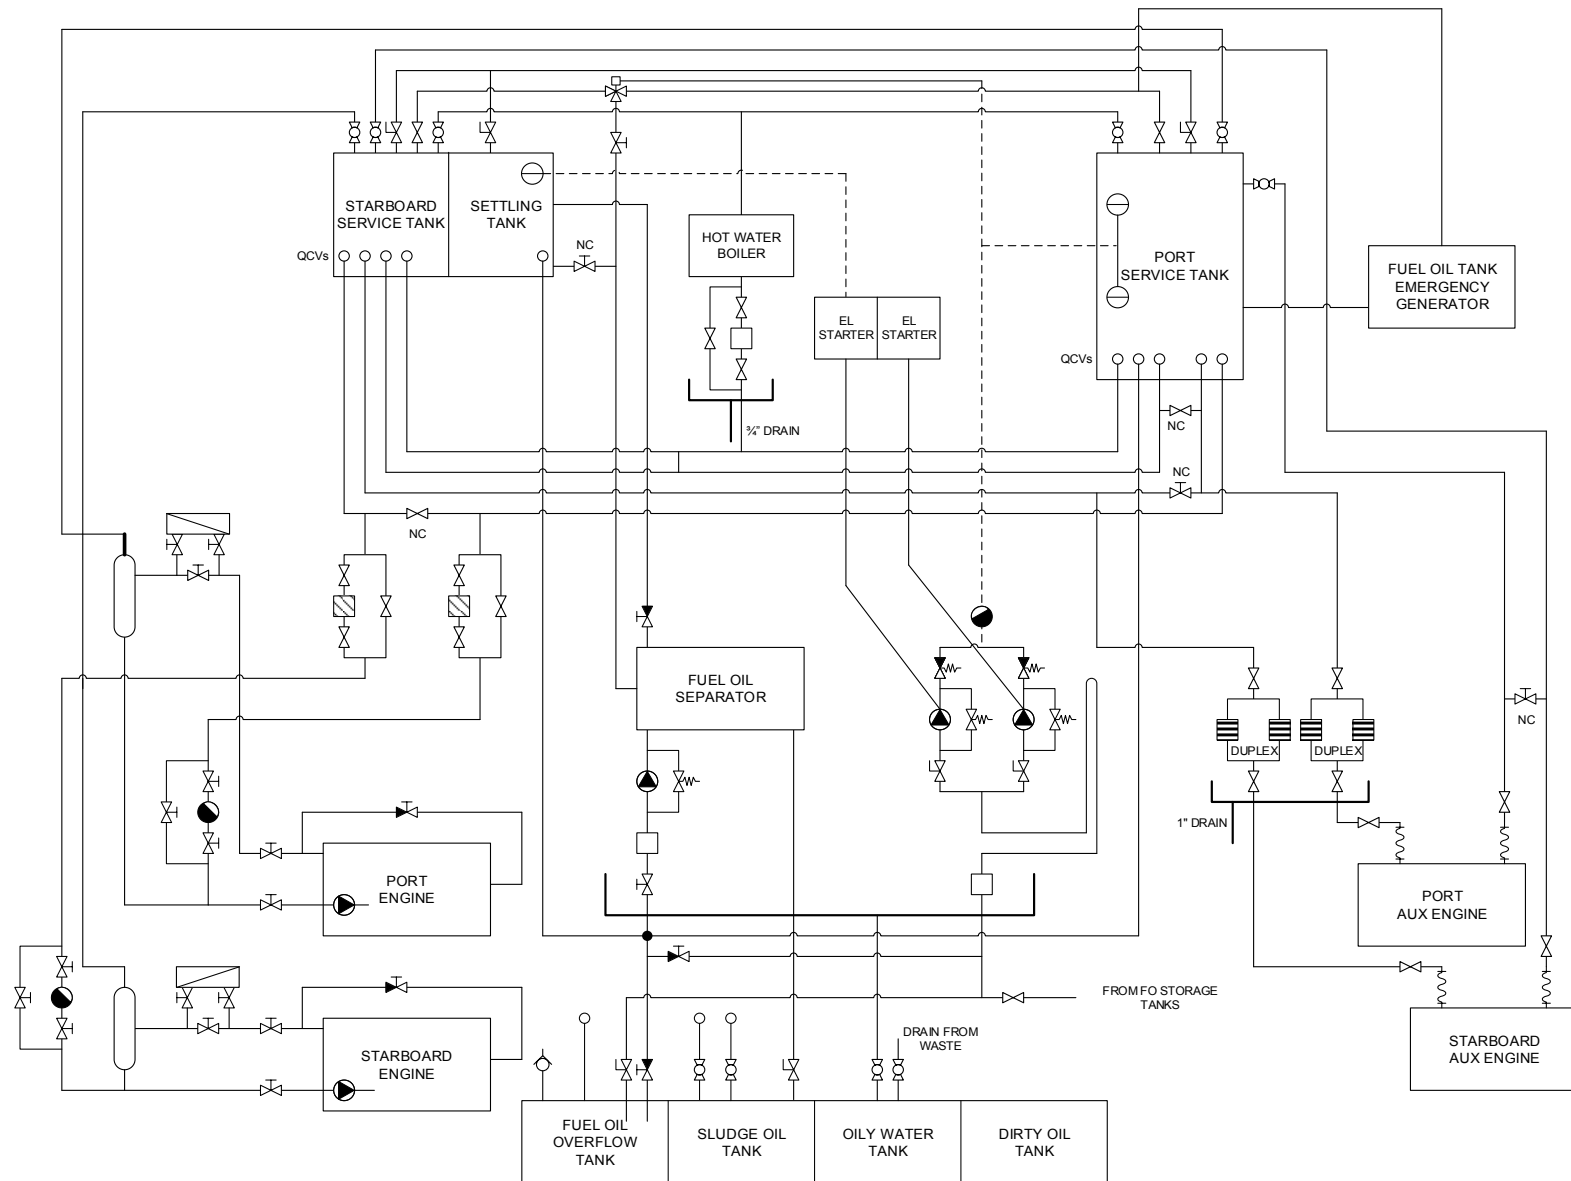 STARBOARD
SERVICE TANK
SETTLING
TANK
QCVs
NC
HOT WATER
BOILER
PORT
SERVICE TANK
FUEL OIL TANK
EMERGENCY
GENERATOR
EL
STARTER
EL
STARTER
QCVs
¾" DRAIN
NC
NC
NC
FUEL OIL
SEPARATOR
NC
DUPLEX
DUPLEX
1" DRAIN
PORT
ENGINE
PORT
AUX ENGINE
FROM FO STORAGE
TANKS
DRAIN FROM
WASTE
STARBOARD
ENGINE
STARBOARD
AUX ENGINE
FUEL OIL
OVERFLOW
TANK
SLUDGE OIL
TANK
OILY WATER
TANK
DIRTY OIL
TANK